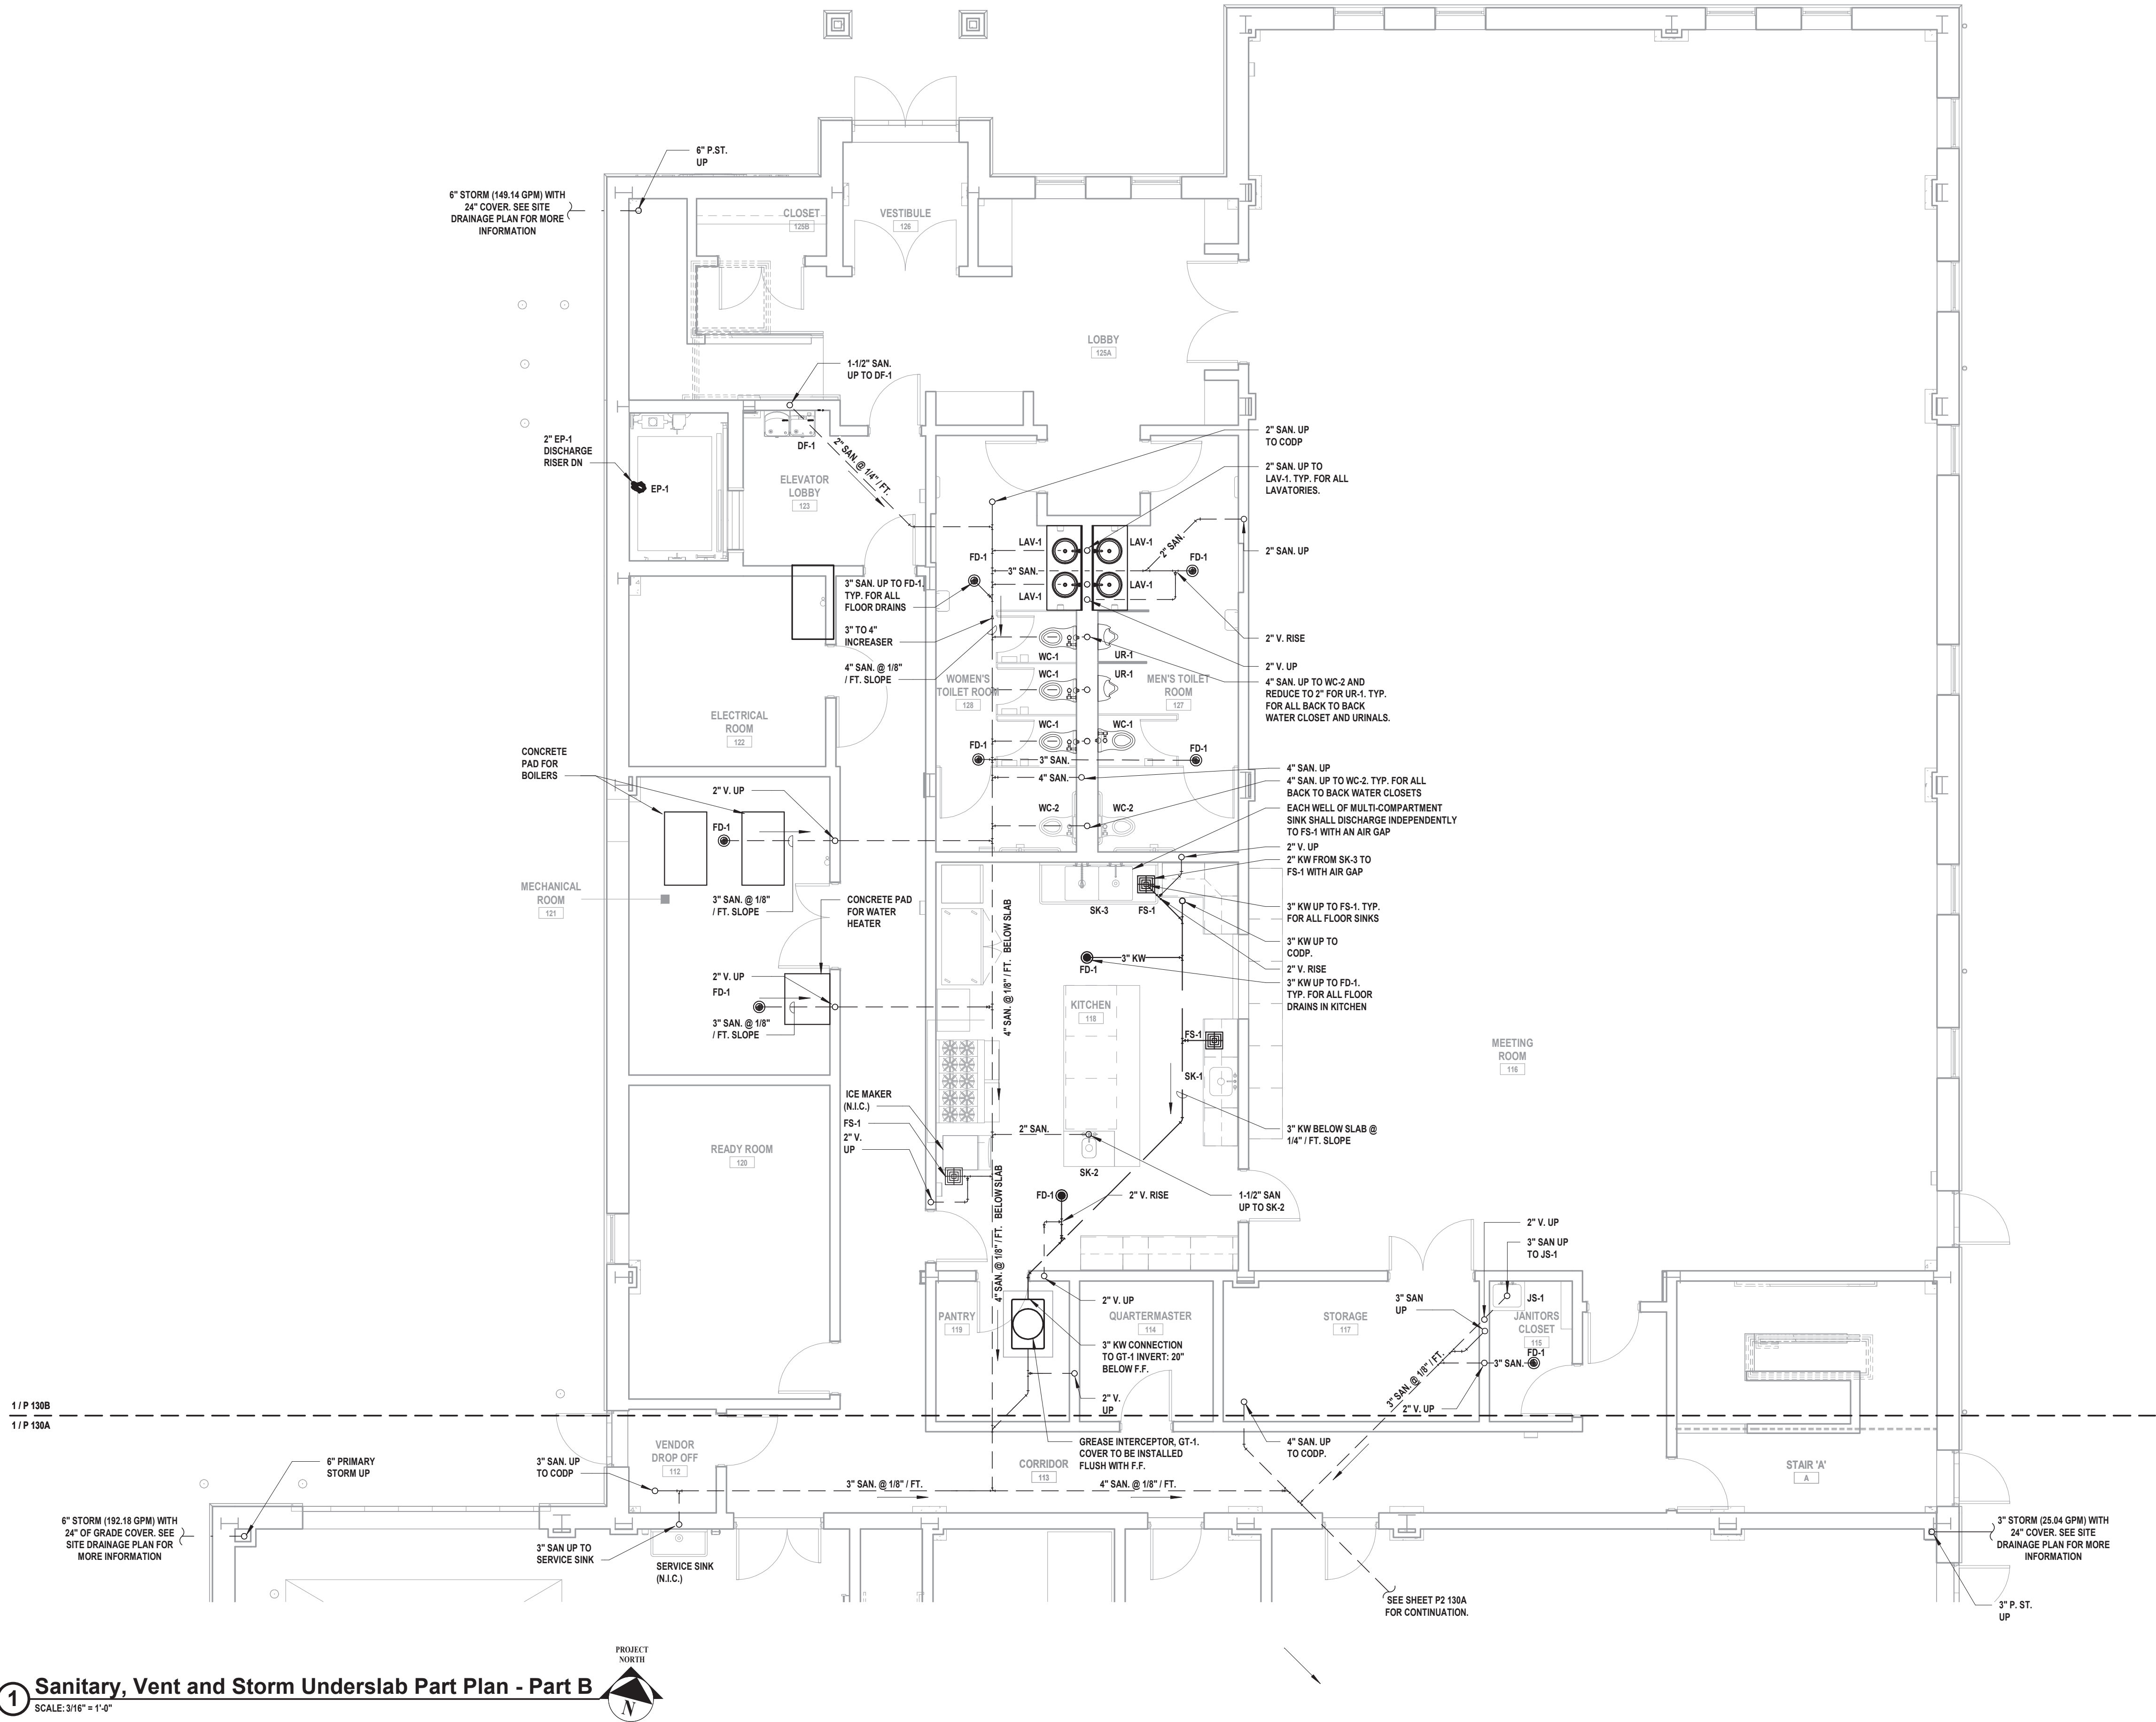 6" P.ST.
UP
6" STORM (149.14 GPM) WITH
24" COVER. SEE SITE
DRAINAGE PLAN FOR MORE
INFORMATION
CLOSET
125B
VESTIBULE
126
LOBBY
125A
1-1/2" SAN.
UP TO DF-1
2" EP-1
DISCHARGE
RISER DN
EP-1
DF-1
2" SAN. @ 1/4" / FT.
ELEVATOR
LOBBY
123
2" SAN. UP
TO CODP
2" SAN. UP TO
LAV-1. TYP. FOR ALL
LAVATORIES.
LAV-1
LAV-1
2" SAN.
2" SAN. UP
FD-1
FD-1
3" SAN.
LAV-1
LAV-1
3" SAN. UP TO FD-1.
TYP. FOR ALL
FLOOR DRAINS
3" TO 4"
INCREASER
4" SAN. @ 1/8"
/ FT. SLOPE
2" V. RISE
2" V. UP
4" SAN. UP TO WC-2 AND
REDUCE TO 2" FOR UR-1. TYP.
FOR ALL BACK TO BACK
WATER CLOSET AND URINALS.
WC-1
UR-1
WC-1
UR-1
WOMEN'S
TOILET ROOM
128
MEN'S TOILET
ROOM
127
WC-1
WC-1
FD-1
FD-1
3" SAN.
4" SAN.
ELECTRICAL
ROOM
122
CONCRETE
PAD FOR
BOILERS
4" SAN. UP
4" SAN. UP TO WC-2. TYP. FOR ALL
BACK TO BACK WATER CLOSETS
EACH WELL OF MULTI-COMPARTMENT
SINK SHALL DISCHARGE INDEPENDENTLY
TO FS-1 WITH AN AIR GAP
WC-2
WC-2
2" V. UP
FD-1
2" V. UP
2" KW FROM SK-3 TO
FS-1 WITH AIR GAP
MECHANICAL
ROOM
121
3" SAN. @ 1/8"
/ FT. SLOPE
CONCRETE PAD
FOR WATER
HEATER
SK-3
FS-1
3" KW UP TO FS-1. TYP.
FOR ALL FLOOR SINKS
3" KW UP TO
CODP.
2" V. RISE
3" KW UP TO FD-1.
TYP. FOR ALL FLOOR
DRAINS IN KITCHEN
4" SAN. @ 1/8" / FT. BELOW SLAB
3" KW
FD-1
2" V. UP
FD-1
3" SAN. @ 1/8"
/ FT. SLOPE
KITCHEN
118
FS-1
SK-1
MEETING
ROOM
116
ICE MAKER
(N.I.C.)
FS-1
2" V.
UP
2" SAN.
SK-2
3" KW BELOW SLAB @
1/4" / FT. SLOPE
READY ROOM
120
4" SAN. @ 1/8" / FT. BELOW SLAB
FD-1
2" V. RISE
1-1/2" SAN
UP TO SK-2
2" V. UP
3" SAN UP
TO JS-1
PANTRY
119
2" V. UP
QUARTERMASTER
114
STORAGE
117
3" SAN
UP
JS-1
JANITORS
CLOSET
115
FD-1
3" KW CONNECTION
TO GT-1 INVERT: 20"
BELOW F.F.
3" SAN.
3" SAN. @ 1/8" / FT.
2" V.
UP
2" V. UP
1 / P 130B
1 / P 130A
VENDOR
DROP OFF
112
GREASE INTERCEPTOR, GT-1.
COVER TO BE INSTALLED
FLUSH WITH F.F.
4" SAN. UP
TO CODP.
CORRIDOR
113
STAIR 'A'
A
6" PRIMARY
STORM UP
3" SAN. UP
TO CODP
3" SAN. @ 1/8" / FT.
4" SAN. @ 1/8" / FT.
6" STORM (192.18 GPM) WITH
24" OF GRADE COVER. SEE
SITE DRAINAGE PLAN FOR
MORE INFORMATION
3" SAN UP TO
SERVICE SINK
SERVICE SINK
(N.I.C.)
3" STORM (25.04 GPM) WITH
24" COVER. SEE SITE
DRAINAGE PLAN FOR MORE
INFORMATION
SEE SHEET P2 130A
FOR CONTINUATION.
3" P. ST.
UP
PROJECT
NORTH
N
1 Sanitary, Vent and Storm Underslab Part Plan - Part B
SCALE: 3/16" = 1'-0"